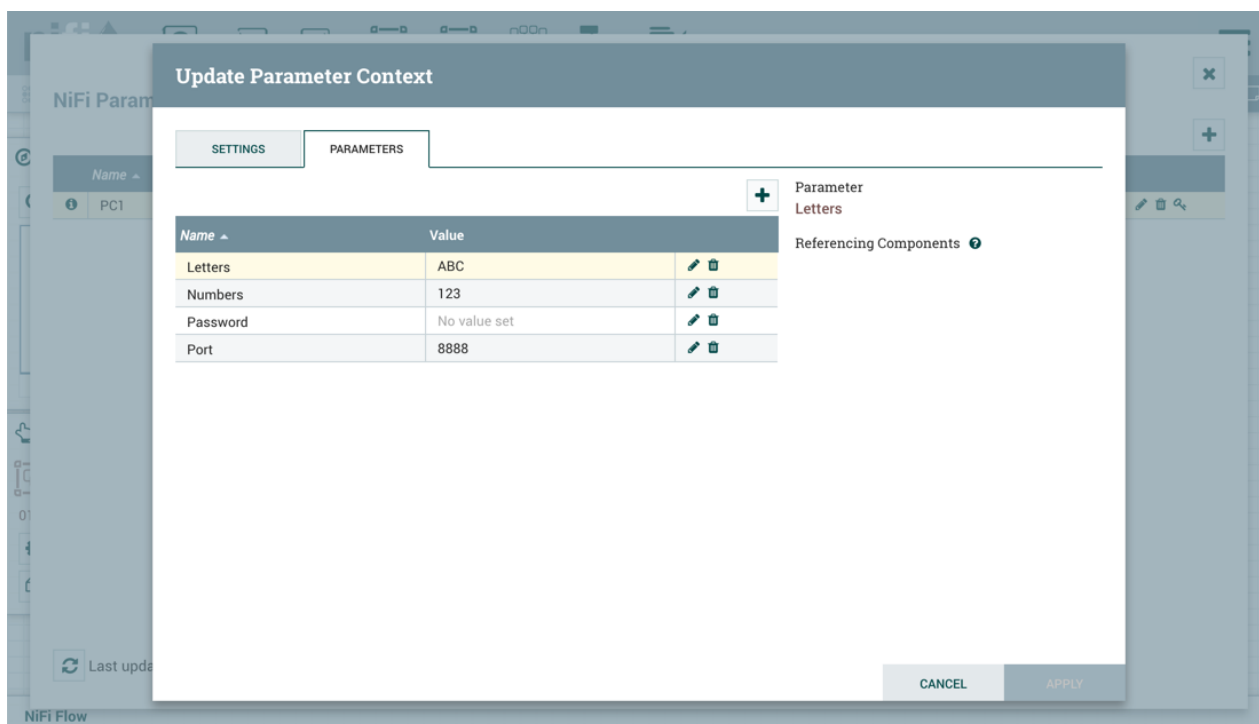 Update Parameter Context
NiFi Param
SETTINGS
PARAMETERS
Name
PC1
Parameter
Letters
Referencing Components
Name Value
Letters ABC
Numbers 123
Password No value set
Port 8888
Last upda
CANCEL
APPLY
NiFi Flow